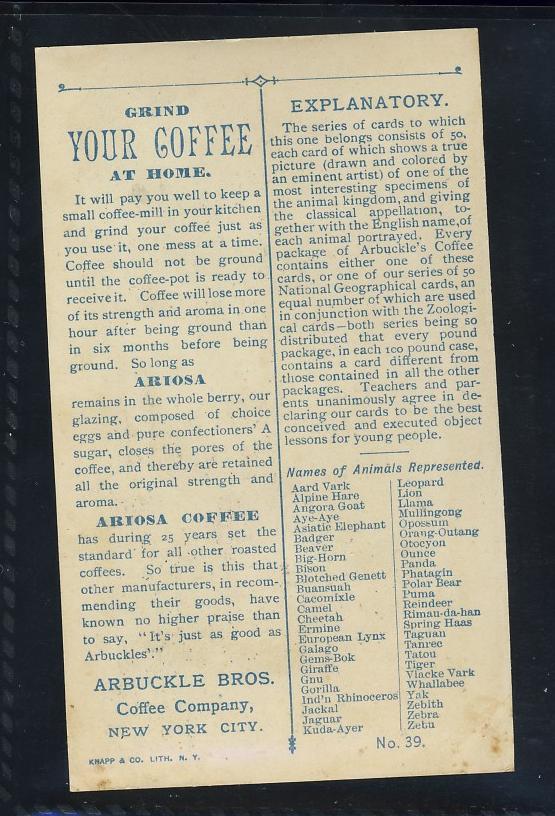 GRIND
YOUR COFFEE
AT HOME.
It will pay you well to keep a
small coffee-mill in your kitchen
and grind your coffee just as
you use it, one mess at a time.
Coffee should not be ground
until the coffee-pot is ready to
receive it. Coffee will lose more
of its strength and aroma in one
hour after being ground than
in six months before being
ground. So long as
ARIOSA
remains in the whole berry, our
glazing, composed of choice
eggs and pure confectioners' A
sugar, closes the pores of the
coffee, and thereby are retained
all the original strength and
aroma.
ARIOSA COFFEE
has during 25 years set the
standard for all other roasted
coffees. So true is this that
other manufacturers, in recom-
mending their goods, have
known no higher praise than
to say, "It's just as good as
Arbuckles'."
ARBUCKLE BROS.
Coffee Company,
NEW YORK CITY.
KNAPP & CO. LITH. N. Y.
EXPLANATORY.
The series of cards to which
this one belongs consists of 50,
each card of which shows a true
picture (drawn and colored by
an eminent artist) of one of the
most interesting specimens of
the animal kingdom, and giving
the classical appellation, to-
gether with the English name, of
each animal portrayed. Every
package of Arbuckle's Coffee
contains either one of these
cards, or one of our series of 50
National Geographical cards, an
equal number of which are used
in conjunction with the Zoologi-
cal cards—both series being so
distributed that every pound
package, in each 100 pound case,
contains a card different from
those contained in all the other
packages. Teachers and par-
ents unanimously agree in de-
claring our cards to be the best
conceived and executed object
lessons for young people.
Names of Animals Represented.
Aard Vark
Alpine Hare
Angora Goat
Aye-Aye
Asiatic Elephant
Badger
Beaver
Big-Horn
Bison
Blotched Genett
Buansuah
Cacomixle
Camel
Cheetah
Ermine
European Lynx
Galago
Gems-Bok
Giraffe
Gnu
Gorilla
Ind'n Rhinoceros
Jackal
Jaguar
Kuda-Ayer
Leopard
Lion
Llama
Mullingong
Opossum
Orang-Outang
Otocyon
Ounce
Panda
Phatagin
Polar Bear
Puma
Reindeer
Rimau-da-han
Spring Haas
Taguan
Tanrec
Tatou
Tiger
Vlacke Vark
Whallabee
Yak
Zebith
Zebra
Zetu
No. 39.